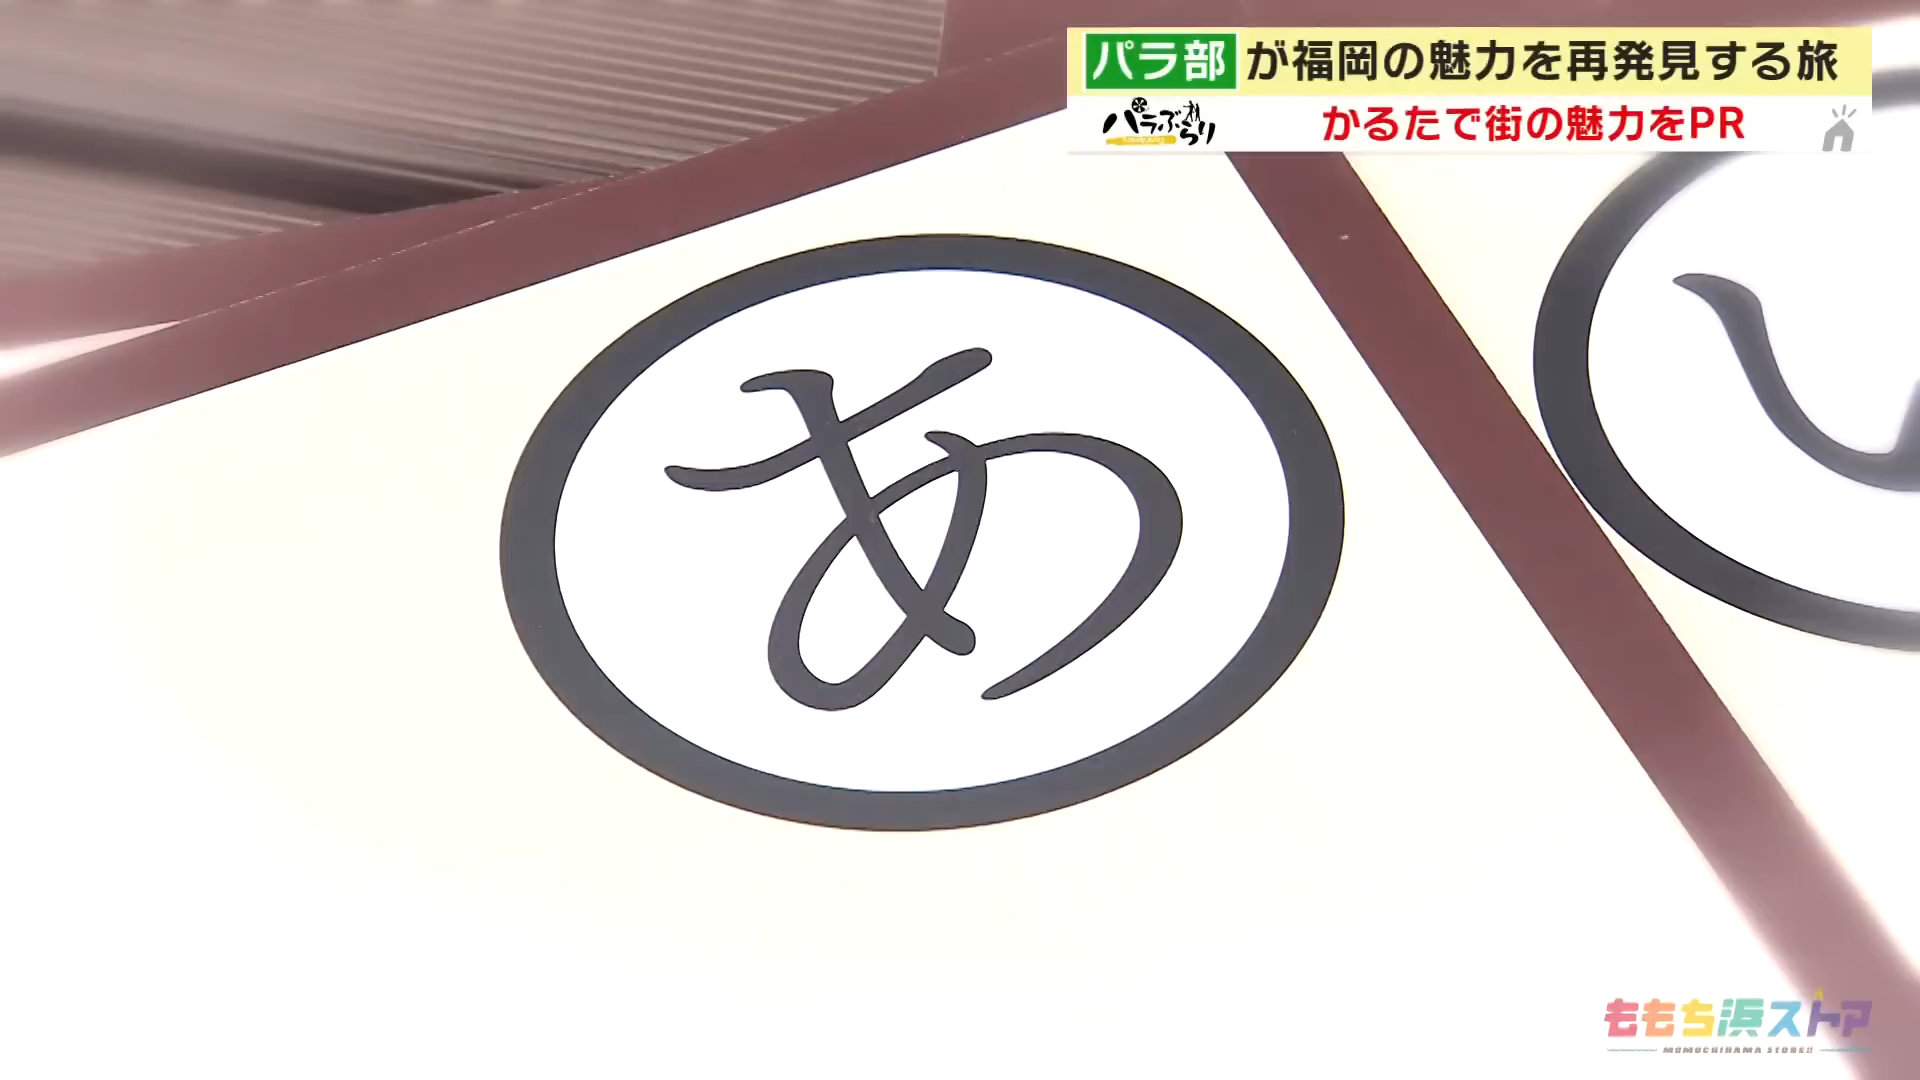 パラ部が福岡の魅力を再発見する旅
パラぶらり
かるたで街の魅力をPR
あ
ももち浜ストア
MOMOCHIHAMA STORE!!